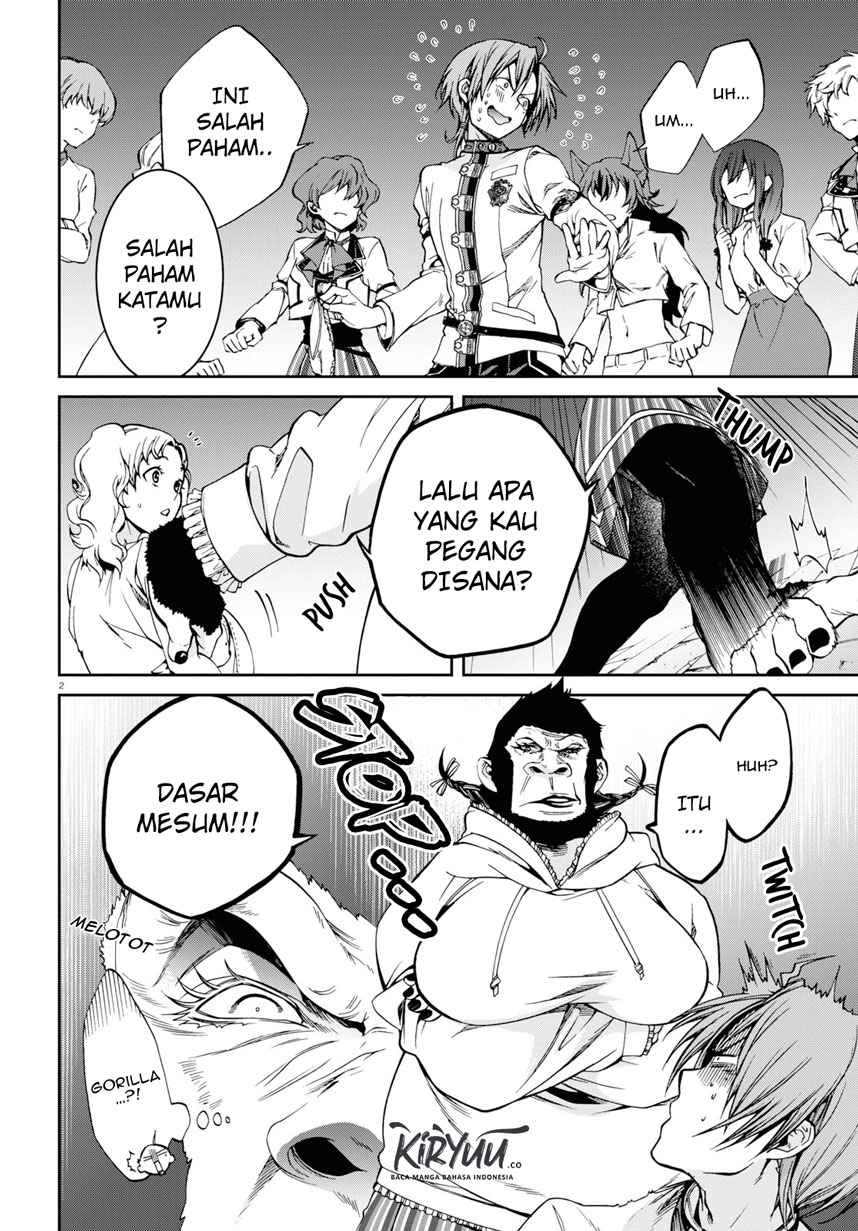 UH...
UM...
INI
SALAH
PAHAM..
SALAH
PAHAM
KATAMU
?
THUMP
LALU APA
YANG KAU
PEGANG
DISANA?
PUSH
2
STOP...
HUH?
ITU
...
DASAR
MESUM!!!
TWITCH
MELOTOT
GORILLA
...?!
KIRYUU.CO
BACA MANGA BAHASA INDONESIA